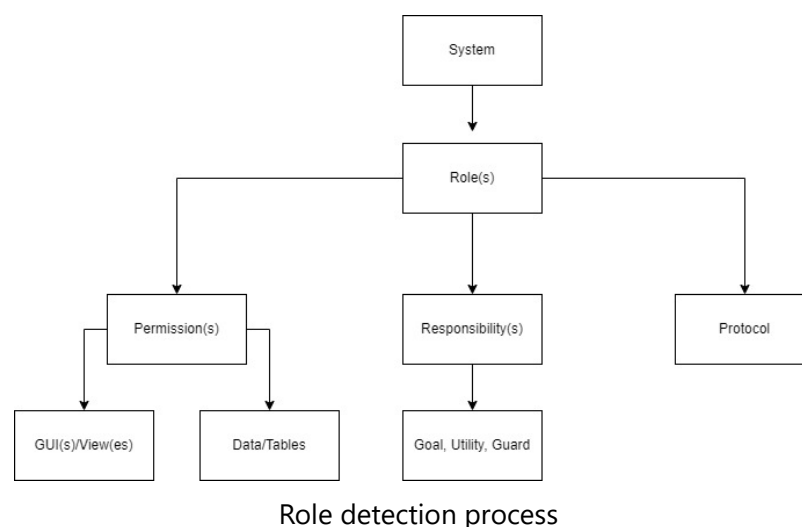 System
Role(s)
Permission(s)
Responsibility(s)
Protocol
GUI(s)/View(es)
Data/Tables
Goal, Utility, Guard
Role detection process